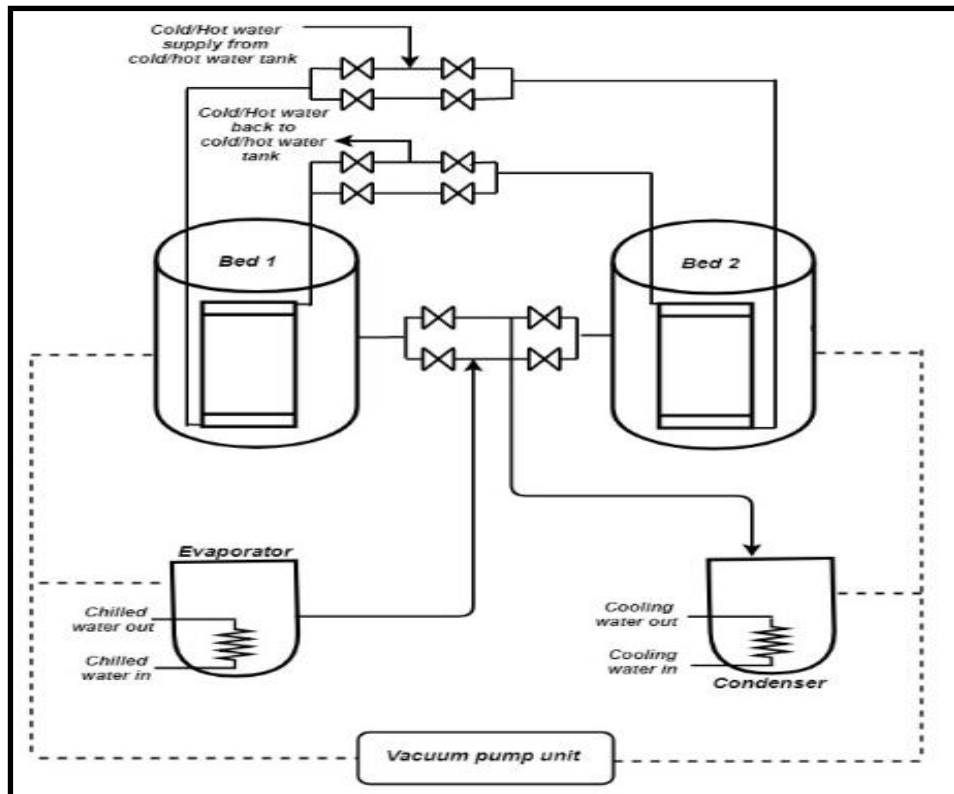 Cold/Hot water
supply from
cold/hot water tank
Cold/Hot water
back to
cold/hot water
tank
Bed 1
Bed 2
Evaporator
Chilled
water out
Chilled
water in
Cooling
water out
Cooling
water in
Condenser
Vacuum pump unit